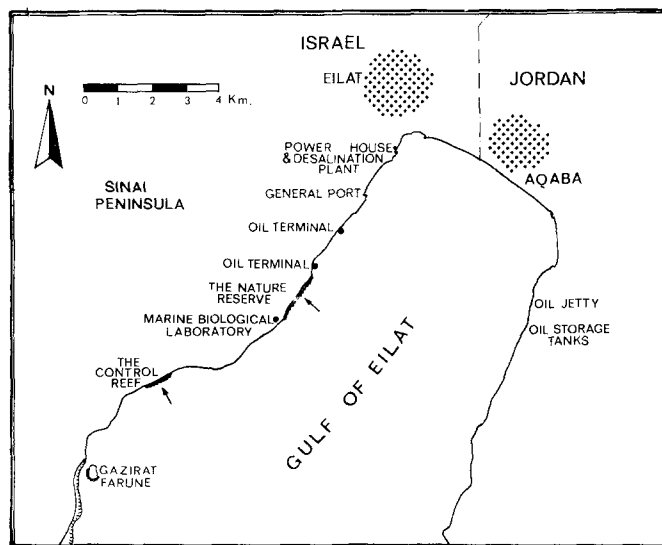 ISRAEL
EILAT
JORDAN
N
0 1 2 3 4 Km.
POWER HOUSE
& DESALINATION
PLANT
AQABA
SINAI
PENINSULA
GENERAL PORT
OIL TERMINAL
OIL TERMINAL
THE NATURE
RESERVE
MARINE BIOLOGICAL
LABORATORY
OIL JETTY
OIL STORAGE
TANKS
THE
CONTROL
REEF
GULF OF EILAT
GAZIRAT
FARUNE